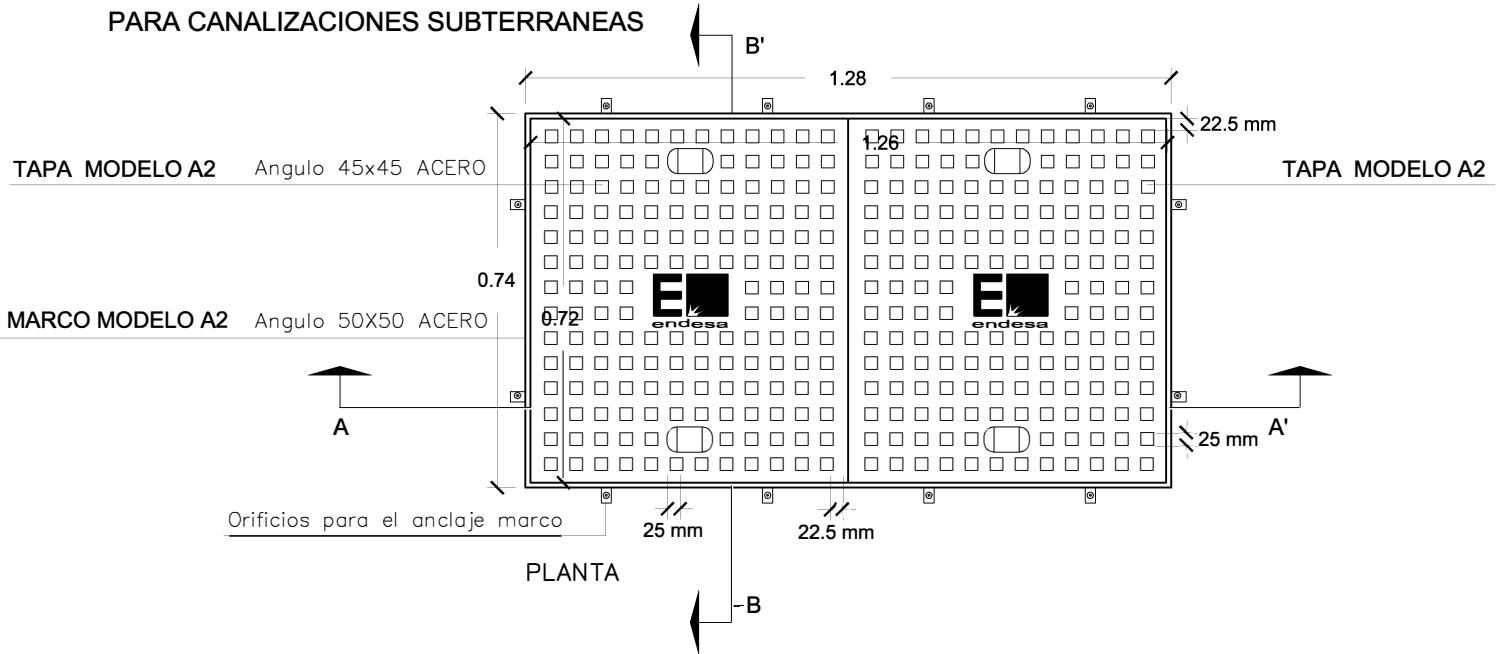 PARA CANALIZACIONES SUBTERRANEAS
B'
1.28
22.5 mm
1.26
TAPA MODELO A2 Angulo 45x45 ACERO
TAPA MODELO A2
0.74
E
endesa
E
endesa
MARCO MODELO A2 Angulo 50X50 ACERO
0.72
A
A'
25 mm
Orificios para el anclaje marco
25 mm
22.5 mm
PLANTA
B